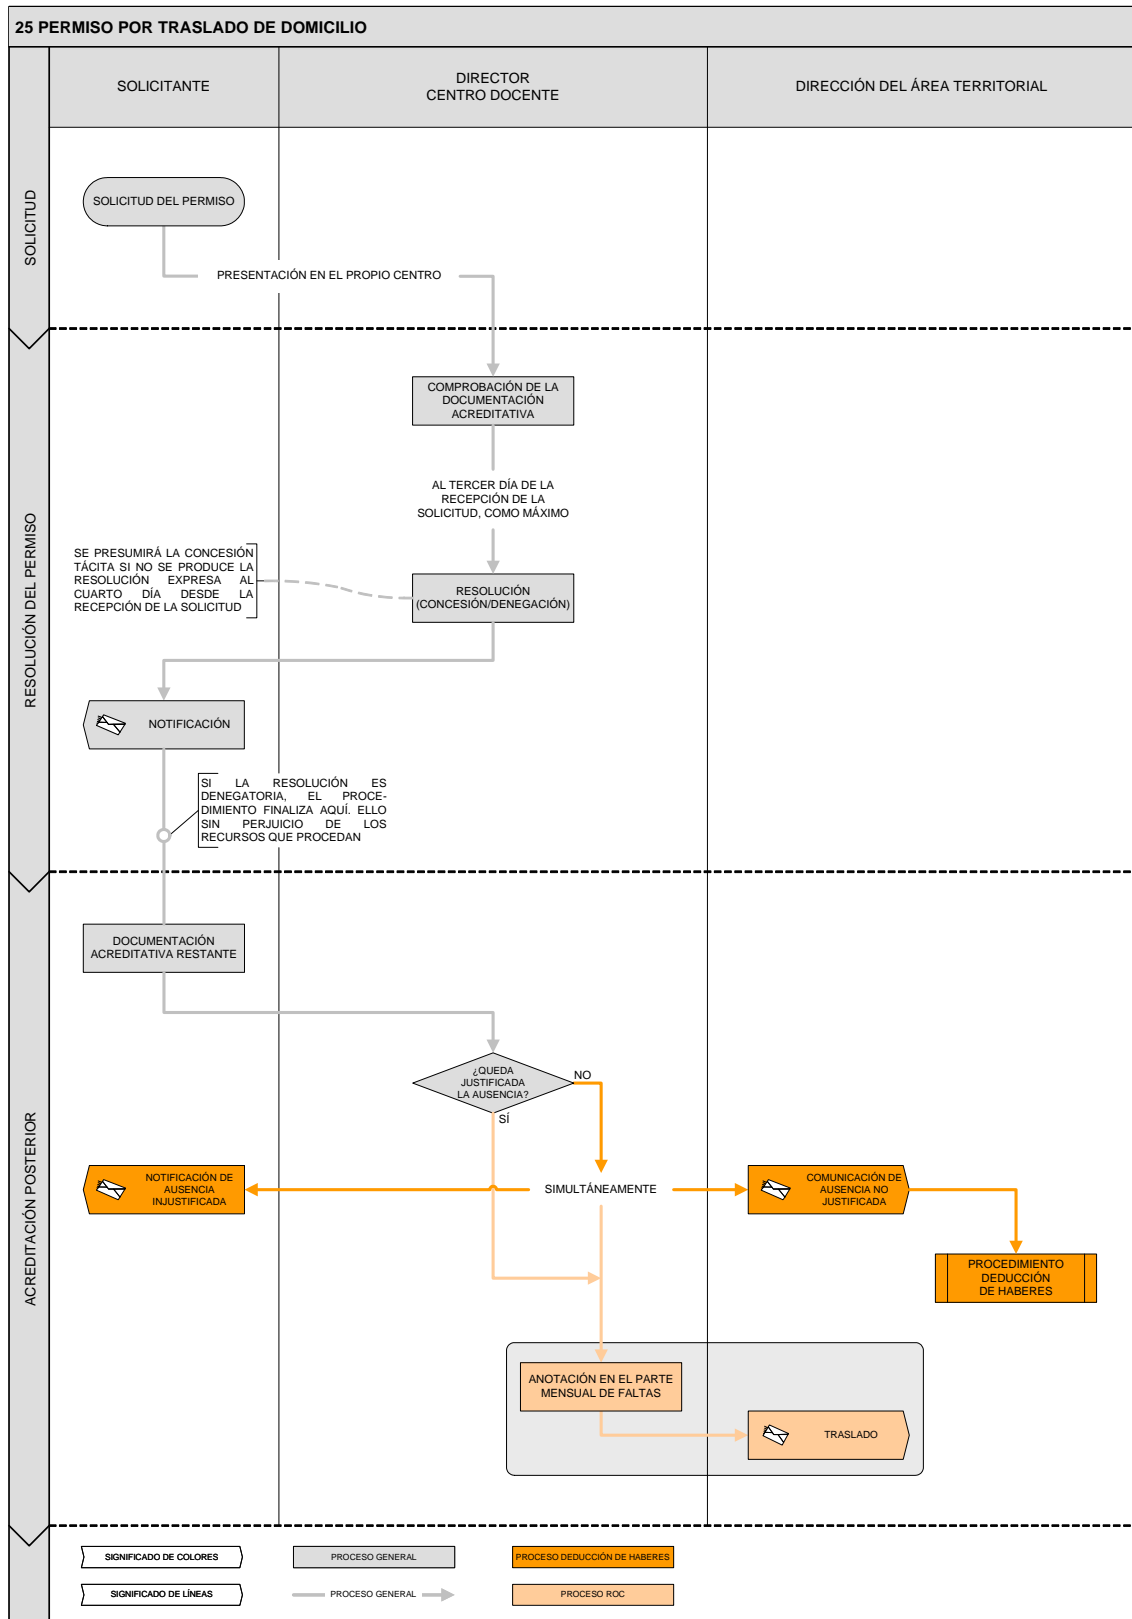 25 PERMISO POR TRASLADO DE DOMICILIO
SOLICITANTE
DIRECTOR
CENTRO DOCENTE
DIRECCIÓN DEL ÁREA TERRITORIAL
SOLICITUD
SOLICITUD DEL PERMISO
PRESENTACIÓN EN EL PROPIO CENTRO
RESOLUCIÓN DEL PERMISO
COMPROBACIÓN DE LA
DOCUMENTACIÓN
ACREDITATIVA
AL TERCER DÍA DE LA
RECEPCIÓN DE LA
SOLICITUD, COMO MÁXIMO
SE PRESUMIRÁ LA CONCESIÓN
TÁCITA SI NO SE PRODUCE LA
RESOLUCIÓN EXPRESA AL
CUARTO DÍA DESDE LA
RECEPCIÓN DE LA SOLICITUD
RESOLUCIÓN
(CONCESIÓN/DENEGACIÓN)
NOTIFICACIÓN
SI LA RESOLUCIÓN ES
DENEGATORIA, EL PROCE-
DIMIENTO FINALIZA AQUÍ. ELLO
SIN PERJUICIO DE LOS
RECURSOS QUE PROCEDAN
ACREDITACIÓN POSTERIOR
DOCUMENTACIÓN
ACREDITATIVA RESTANTE
¿QUEDA
JUSTIFICADA
LA AUSENCIA?
NO
SÍ
NOTIFICACIÓN DE
AUSENCIA
INJUSTIFICADA
SIMULTÁNEAMENTE
COMUNICACIÓN DE
AUSENCIA NO
JUSTIFICADA
PROCEDIMIENTO
DEDUCCIÓN
DE HABERES
ANOTACIÓN EN EL PARTE
MENSUAL DE FALTAS
TRASLADO
SIGNIFICADO DE COLORES
PROCESO GENERAL
PROCESO DEDUCCIÓN DE HABERES
SIGNIFICADO DE LÍNEAS
PROCESO GENERAL
PROCESO ROC